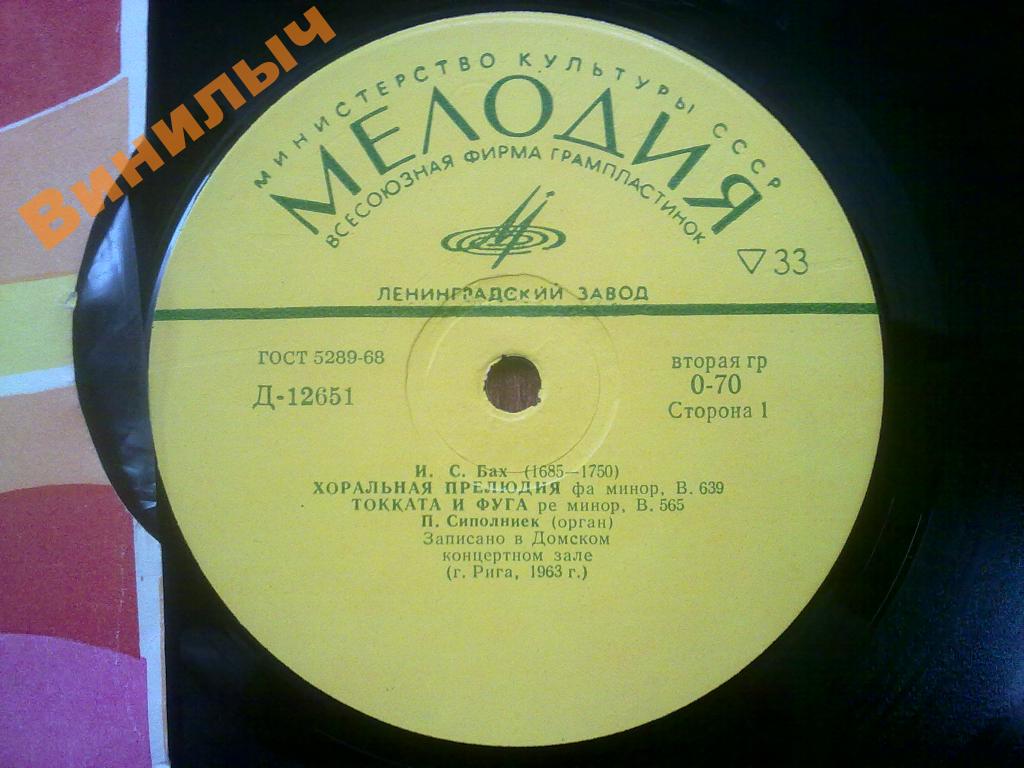 Винилыч
МИНИСТЕРСТВО КУЛЬТУРЫ СССР
МЕЛОДИЯ
ВСЕСОЮЗНАЯ ФИРМА ГРАМПЛАСТИНОК
▽ 33
ЛЕНИНГРАДСКИЙ ЗАВОД
ГОСТ 5289-68
Д-12651
вторая гр
0-70
Сторона 1
И. С. Бах (1685—1750)
ХОРАЛЬНАЯ ПРЕЛЮДИЯ фа минор, В. 639
ТОККАТА И ФУГА ре минор, В. 565
П. Сиполниек (орган)
Записано в Домском
концертном зале
(г. Рига, 1963 г.)